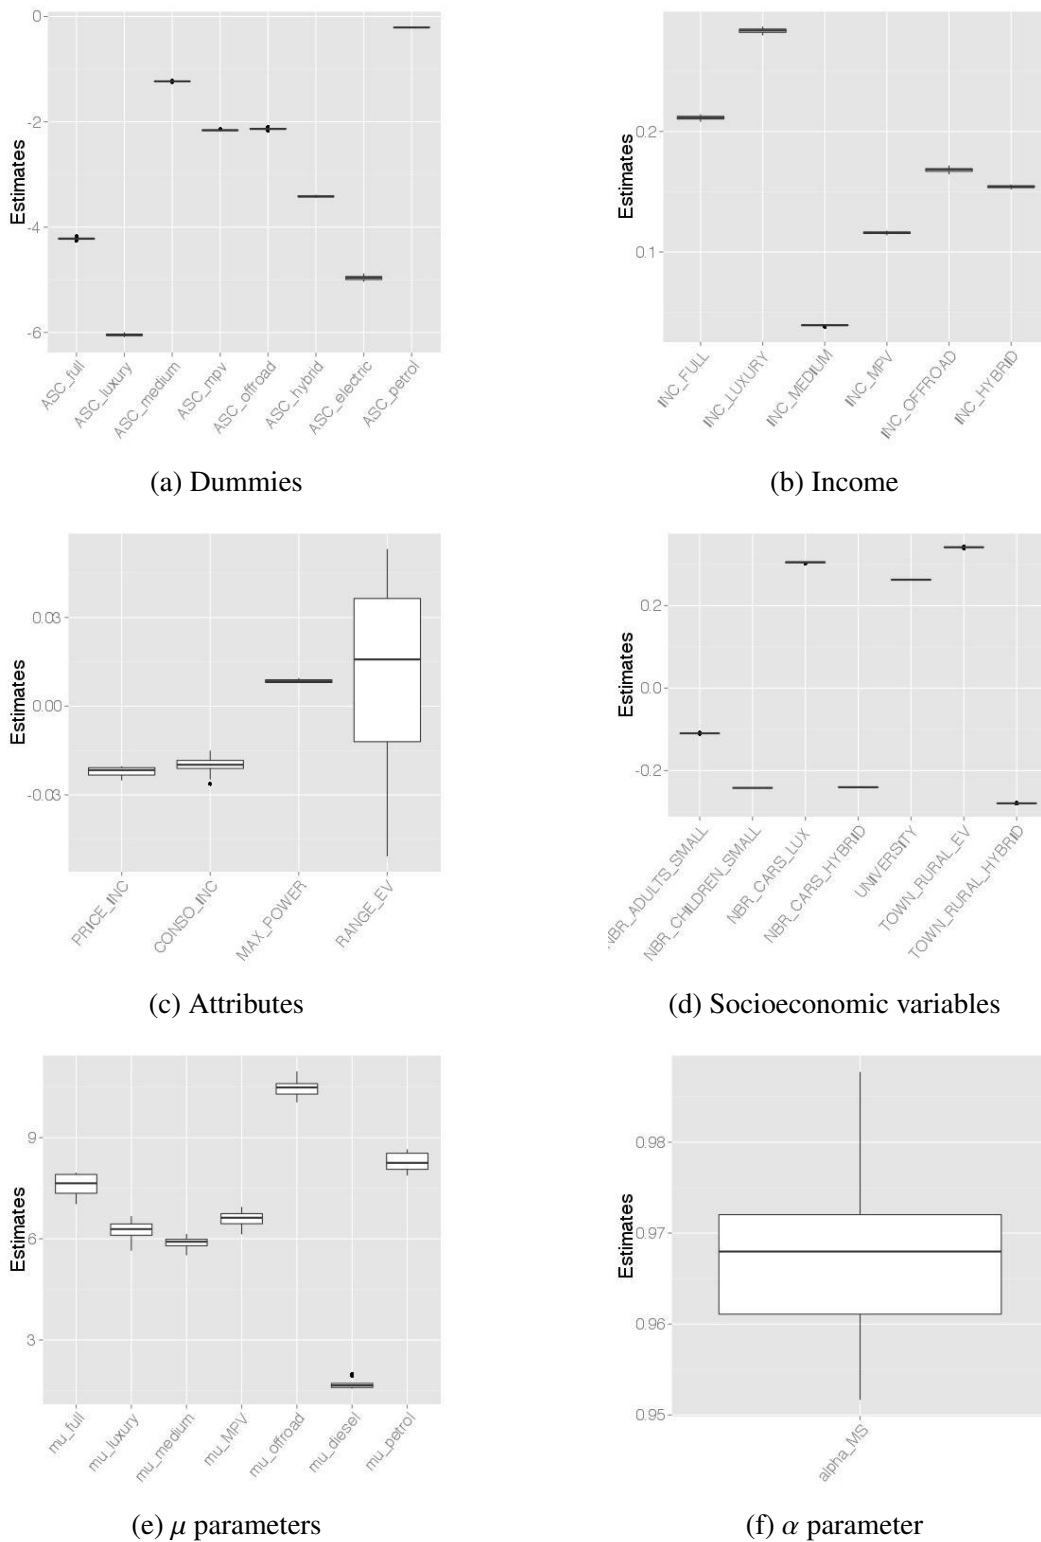 0
-2
-4
-6
Estimates
ASC_full
ASC_luxury
ASC_medium
ASC_mpv
ASC_offroad
ASC_hybrid
ASC_electric
ASC_petrol
(a) Dummies
0.2
0.1
Estimates
INC_FULL
INC_LUXURY
INC_MEDIUM
INC_MPV
INC_OFFROAD
INC_HYBRID
(b) Income
0.03
0.00
-0.03
Estimates
PRICE_INC
CONSO_INC
MAX_POWER
RANGE_EV
(c) Attributes
0.2
0.0
-0.2
Estimates
NBR_ADULTS_SMALL
NBR_CHILDREN_SMALL
NBR_CARS_LUX
NBR_CARS_HYBRID
UNIVERSITY
TOWN_RURAL_EV
TOWN_RURAL_HYBRID
(d) Socioeconomic variables
9
6
3
Estimates
mu_full
mu_luxury
mu_medium
mu_MPV
mu_offroad
mu_diesel
mu_petrol
(e) μ parameters
0.98
0.97
0.96
0.95
Estimates
alpha_MS
(f) α parameter